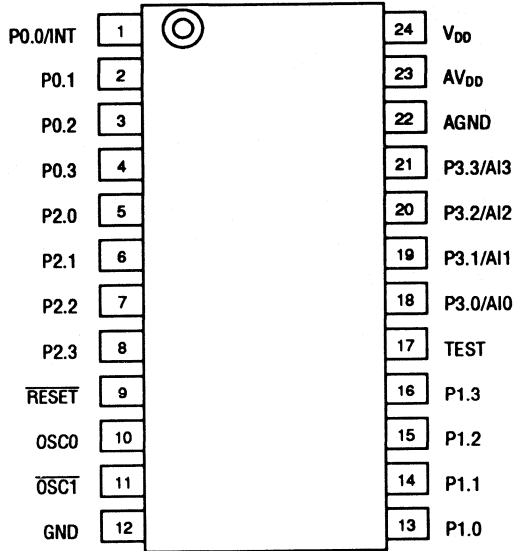 P0.0/INT 1 24 VDD
P0.1 2 23 AVDD
P0.2 3 22 AGND
P0.3 4 21 P3.3/AI3
P2.0 5 20 P3.2/AI2
P2.1 6 19 P3.1/AI1
P2.2 7 18 P3.0/AI0
P2.3 8 17 TEST
RESET 9 16 P1.3
OSC0 10 15 P1.2
OSC1 11 14 P1.1
GND 12 13 P1.0